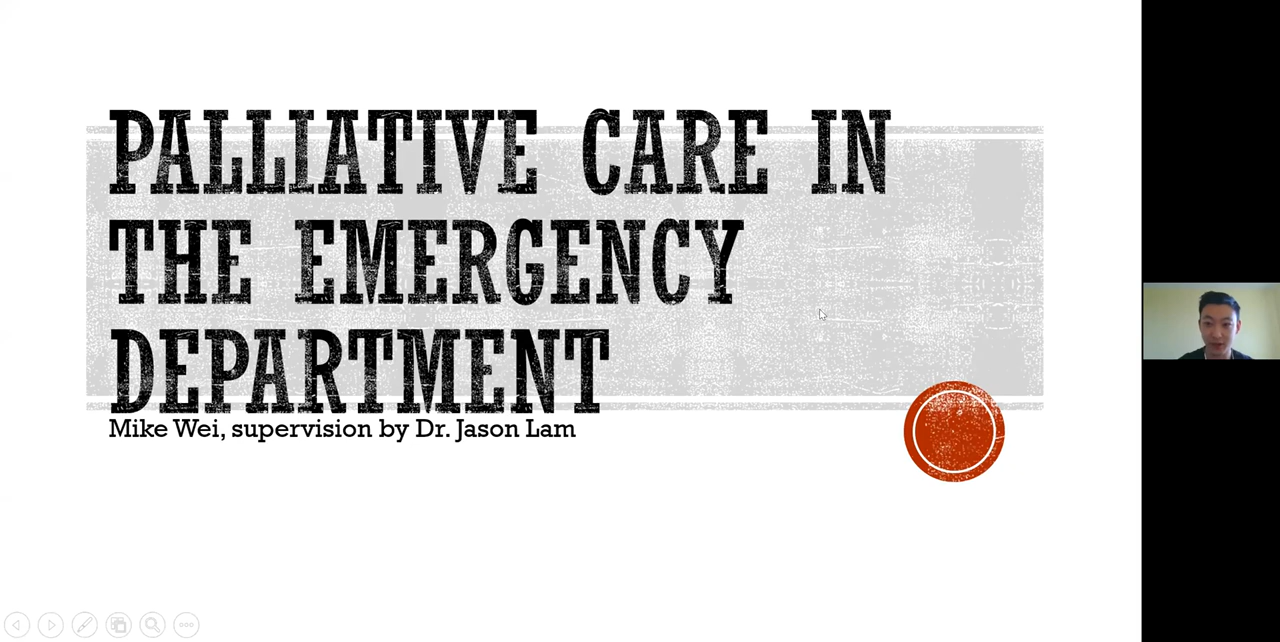 PALLIATIVE CARE IN
THE EMERGENCY
DEPARTMENT
Mike Wei, supervision by Dr. Jason Lam